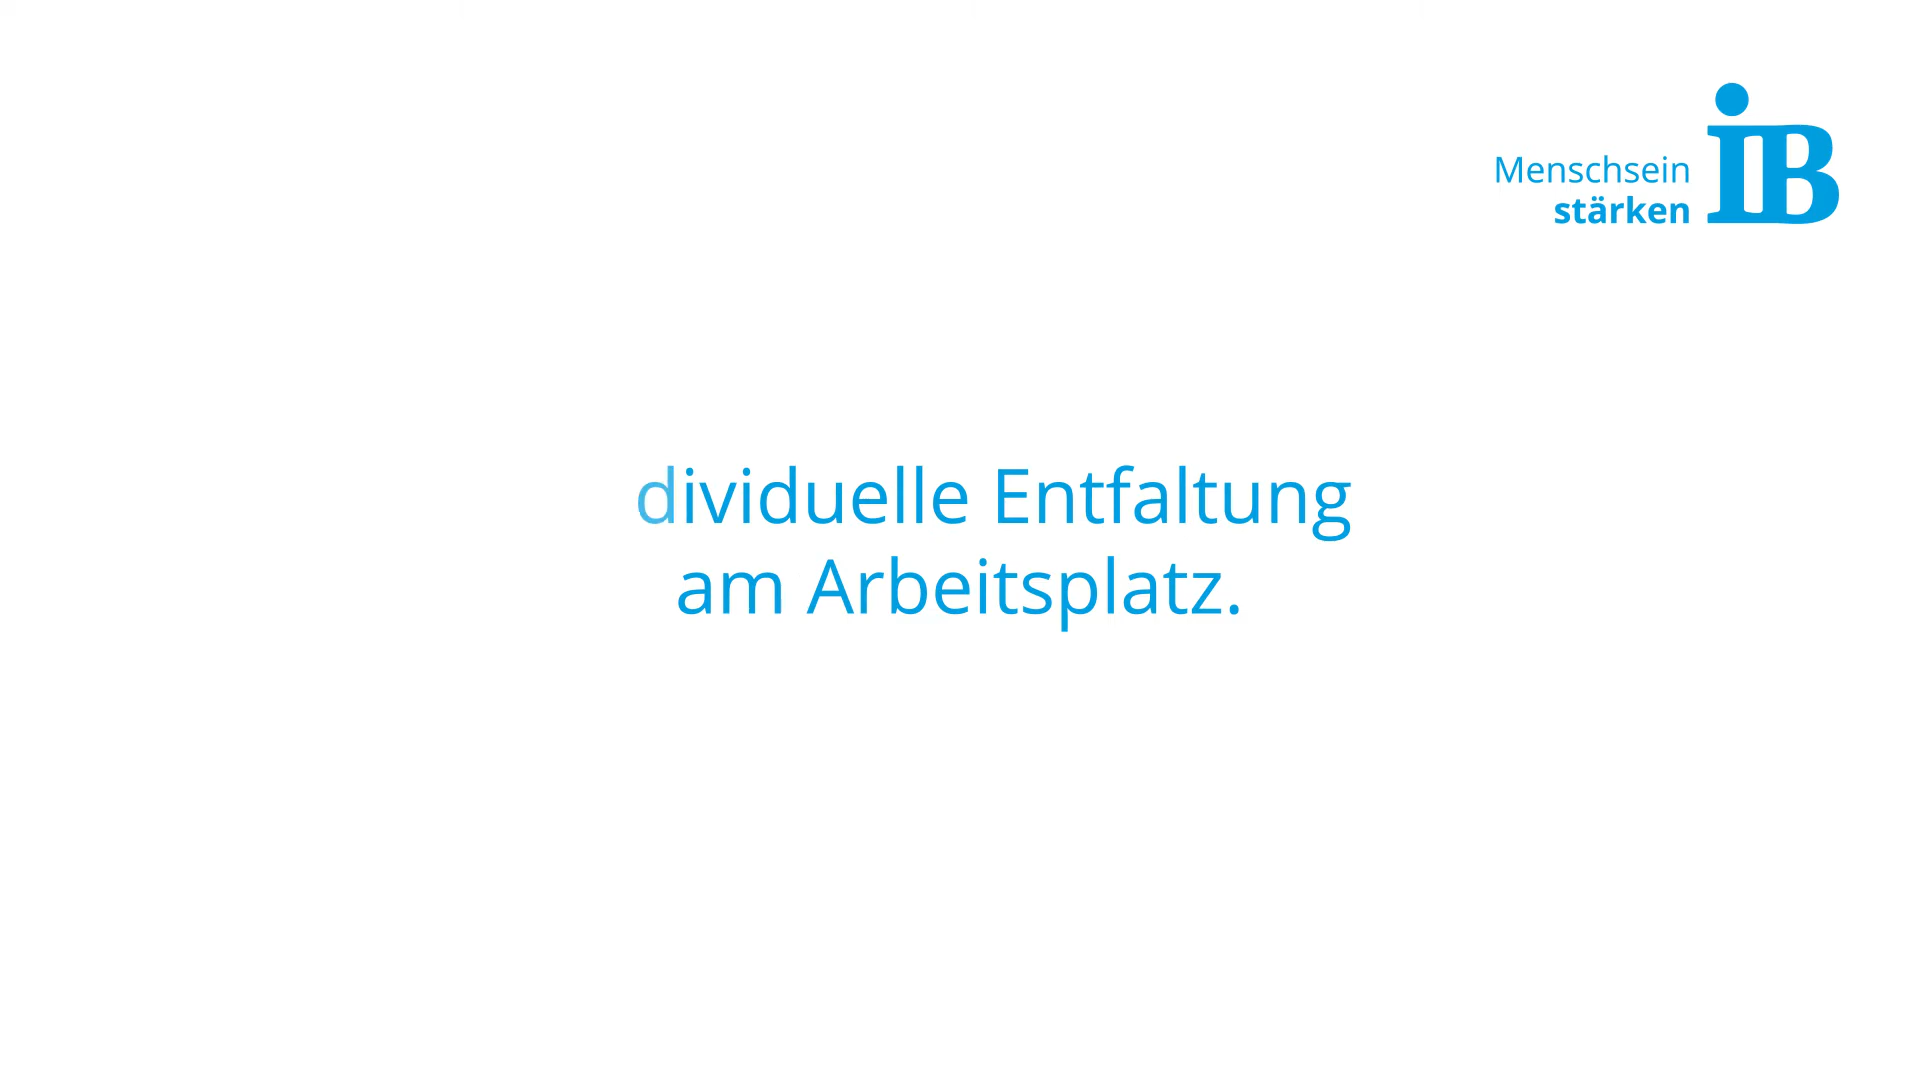 Menschsein
stärken
iB
dividuelle Entfaltung
am Arbeitsplatz.